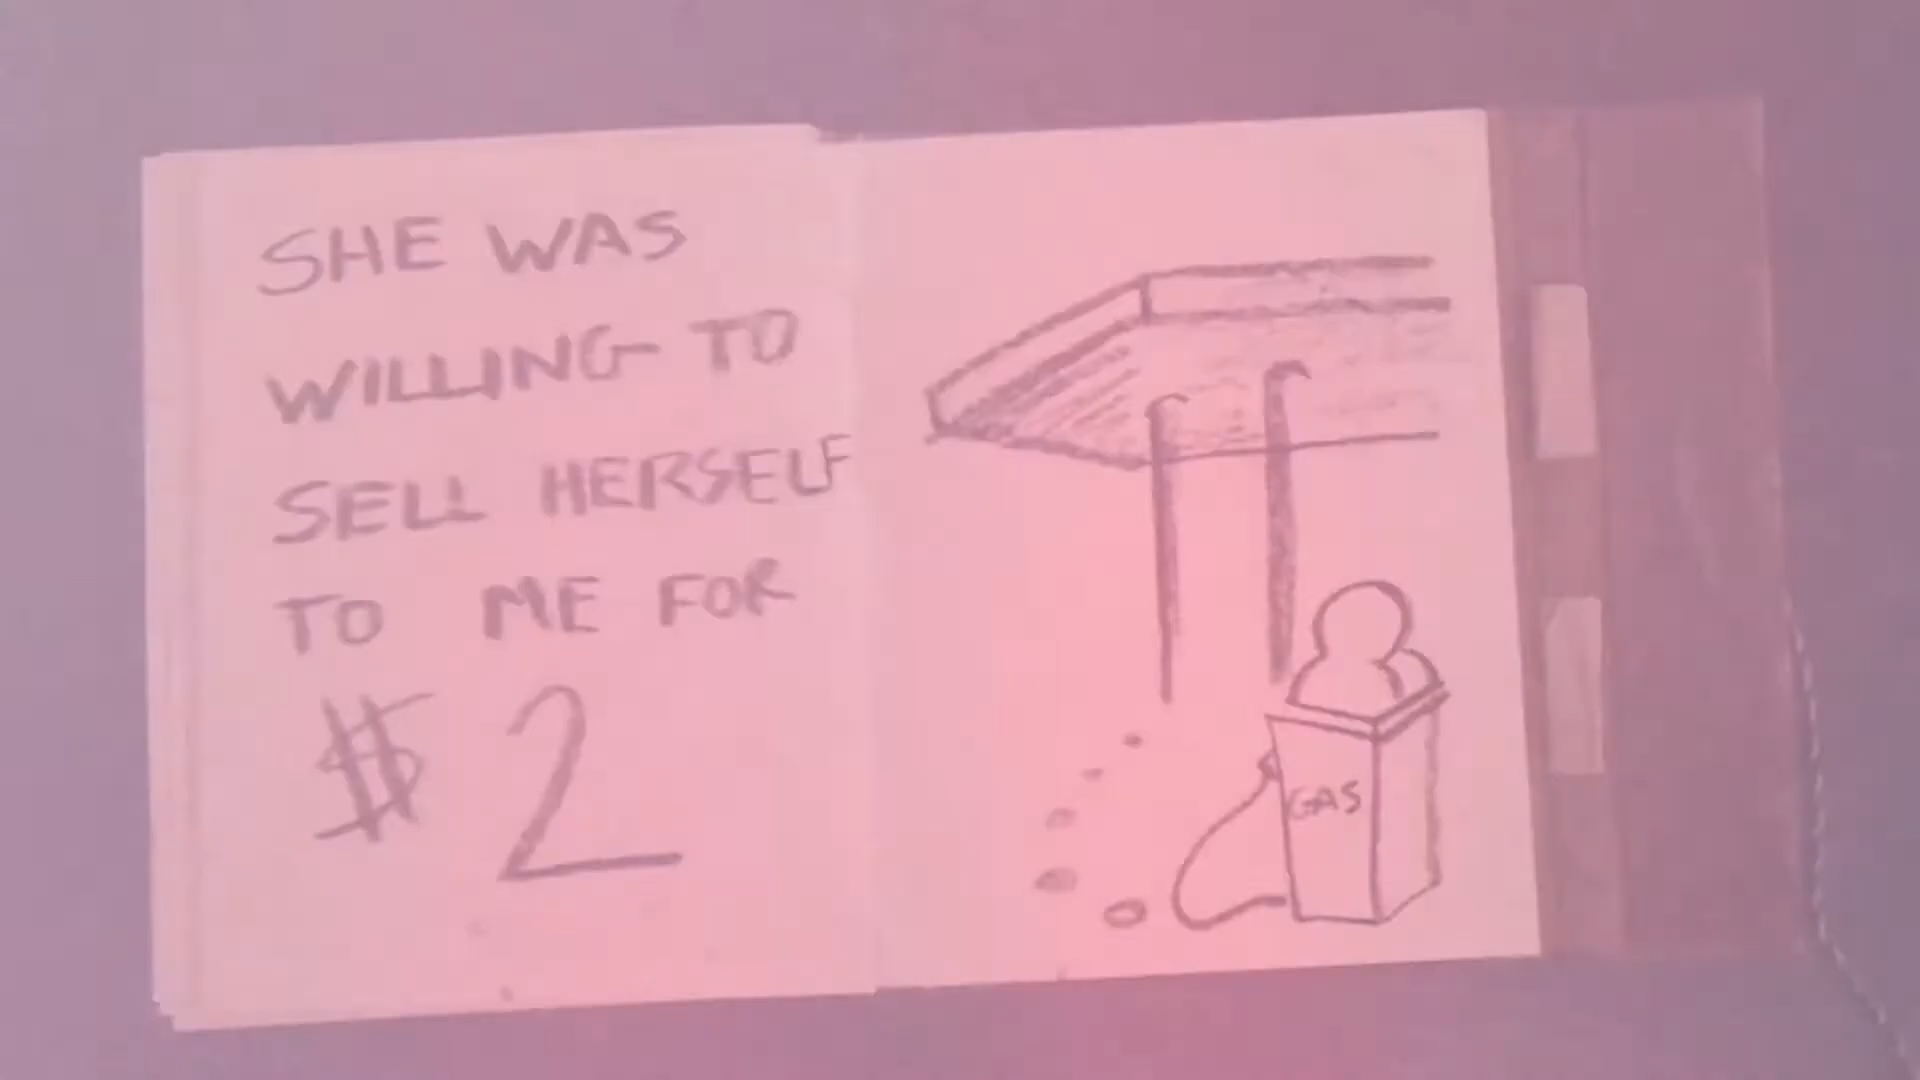 SHE WAS
WILLING TO
SELL HERSELF
TO ME FOR
$2
GAS